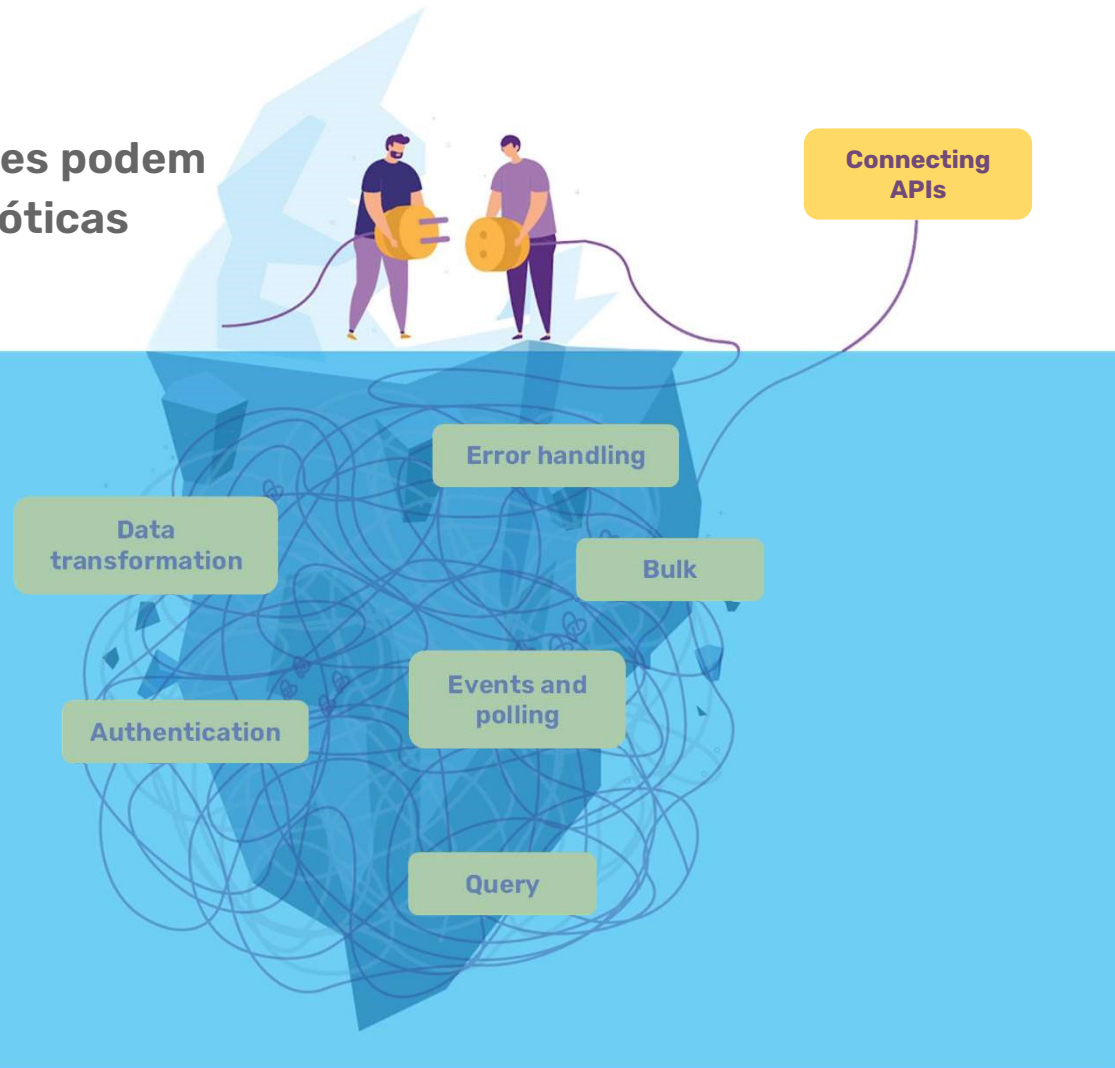 es podem
óticas
Connecting
APIs
Error handling
Data
transformation
Bulk
Events and
polling
Authentication
Query